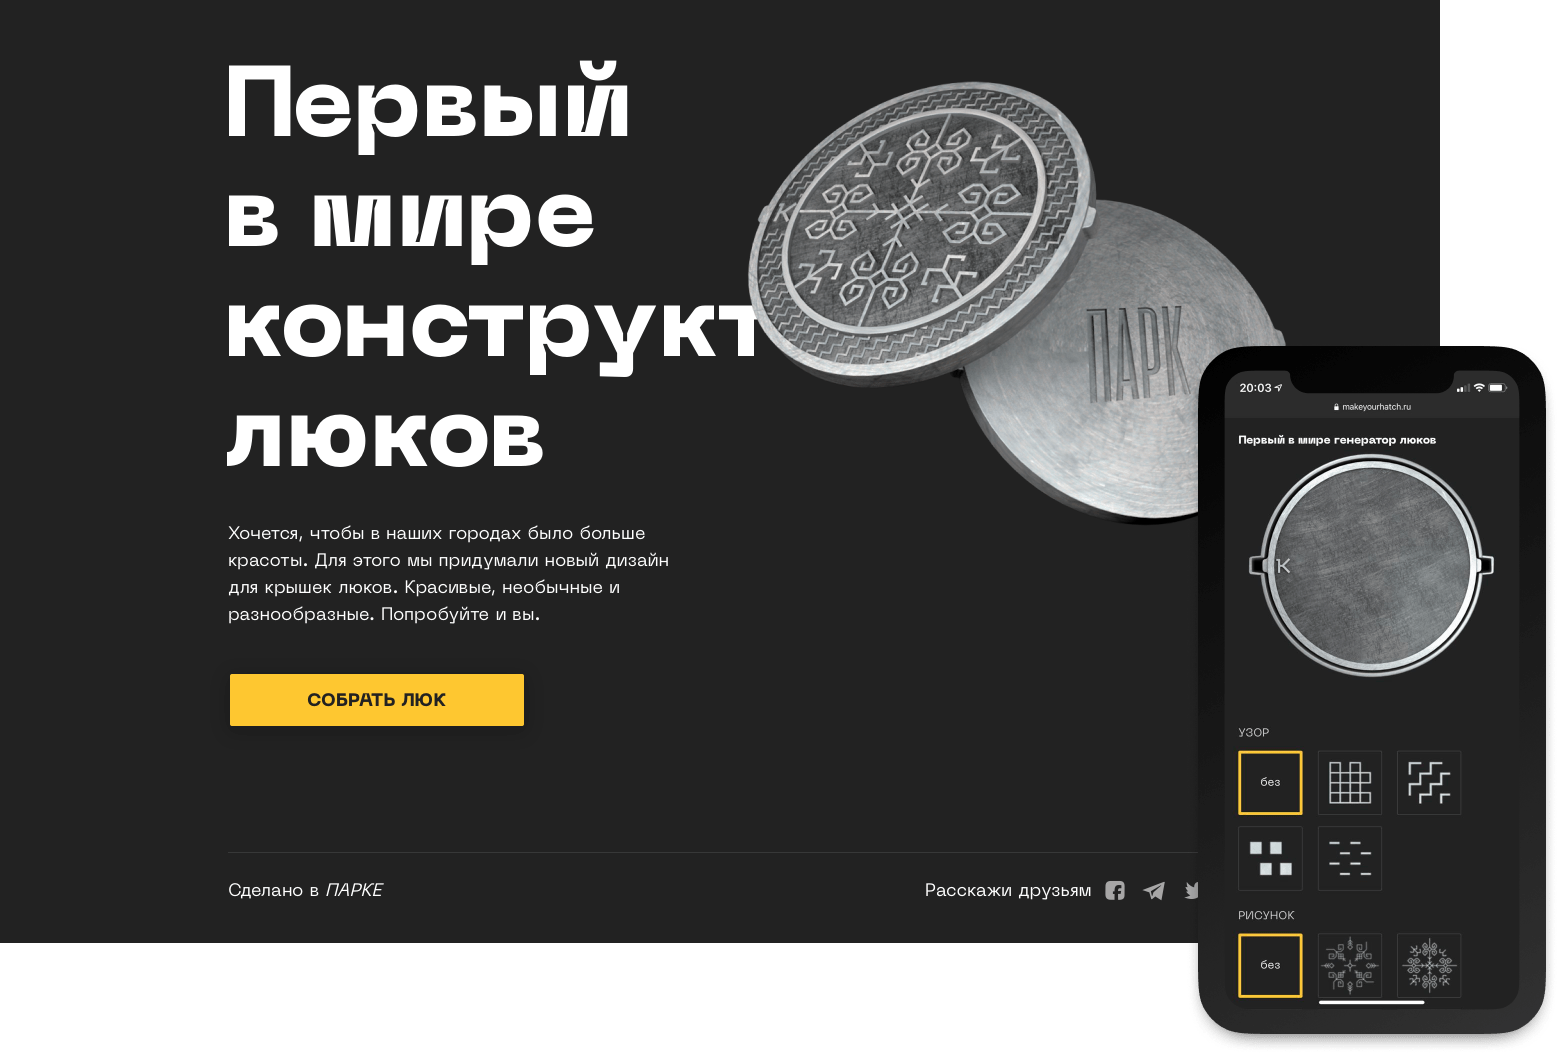 Первый
в мире
конструкт
люков
Хочется, чтобы в наших городах было больше
красоты. Для этого мы придумали новый дизайн
для крышек люков. Красивые, необычные и
разнообразные. Попробуйте и вы.
СОБРАТЬ ЛЮК
Сделано в ПАРКЕ
Расскажи друзьям
К
ПАРК
20:03
makeyourhatch.ru
Первый в мире генератор люков
К
УЗОР
без
РИСУНОК
без